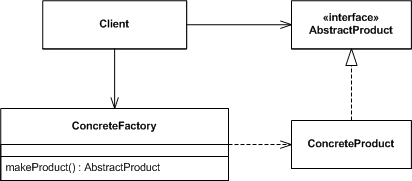 Client
«interface»
AbstractProduct
ConcreteFactory
makeProduct() : AbstractProduct
ConcreteProduct